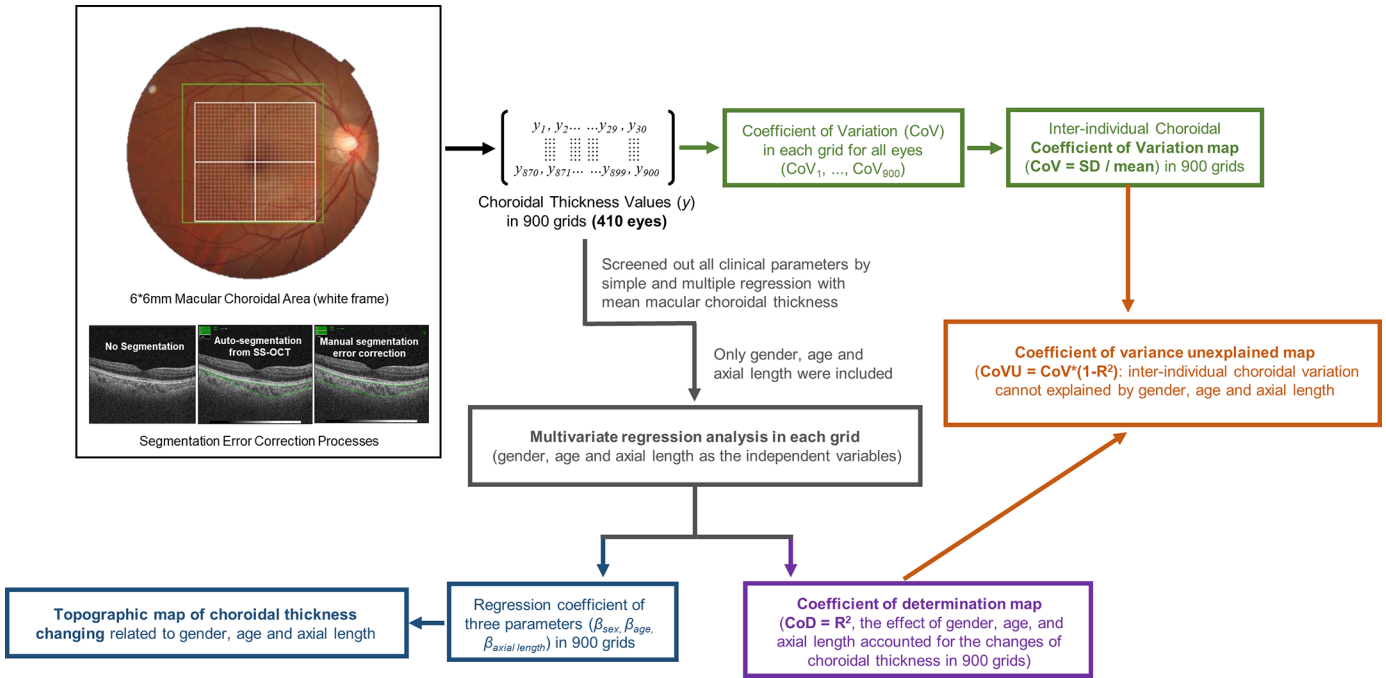 6*6mm Macular Choroidal Area (white frame)
No Segmentation
Auto-segmentation
from SS-OCT
Manual segmentation
error correction
Segmentation Error Correction Processes
y1 , y2... ...y29 , y30
y870, y871... ...y899, y900
Choroidal Thickness Values (y)
in 900 grids (410 eyes)
Coefficient of Variation (CoV)
in each grid for all eyes
(CoV1, ..., CoV900)
Inter-individual Choroidal
Coefficient of Variation map
(CoV = SD / mean) in 900 grids
Screened out all clinical parameters by
simple and multiple regression with
mean macular choroidal thickness
Only gender, age and
axial length were included
Coefficient of variance unexplained map
(CoVU = CoV*(1-R²): inter-individual choroidal variation
cannot explained by gender, age and axial length
Multivariate regression analysis in each grid
(gender, age and axial length as the independent variables)
Topographic map of choroidal thickness
changing related to gender, age and axial length
Regression coefficient of
three parameters (βsex, βage,
βaxial length) in 900 grids
Coefficient of determination map
(CoD = R², the effect of gender, age, and
axial length accounted for the changes of
choroidal thickness in 900 grids)